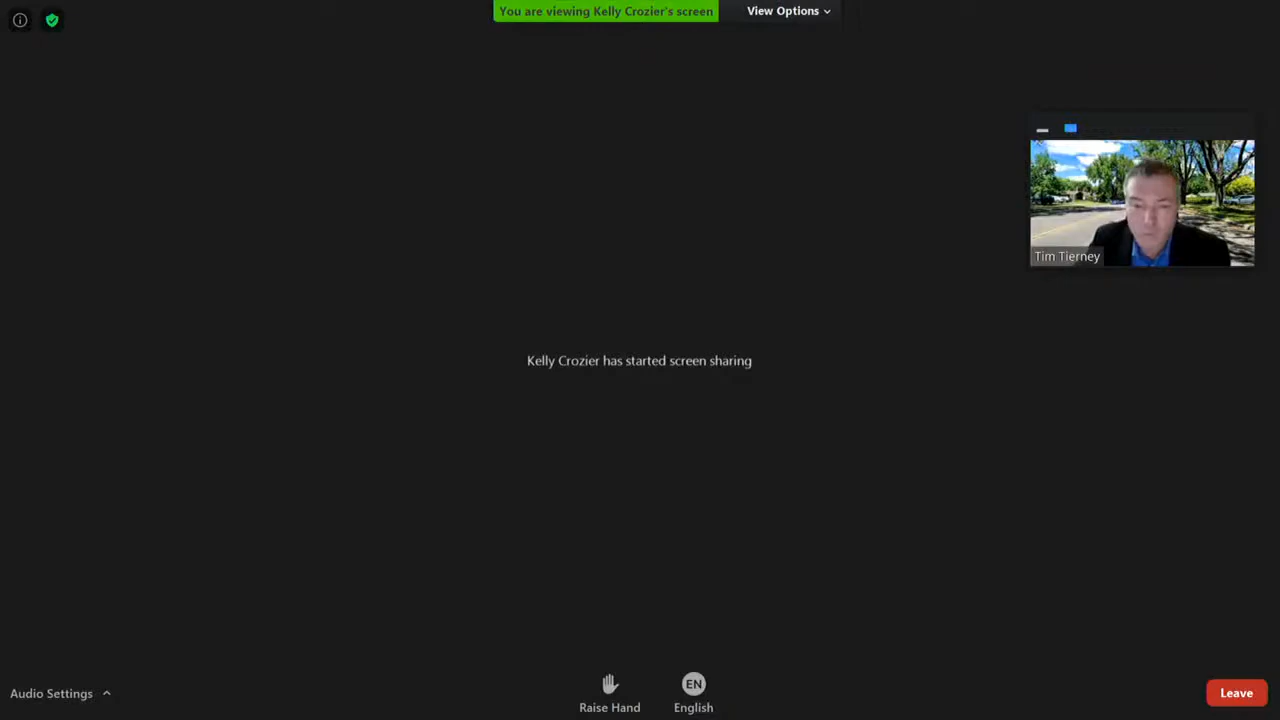 You are viewing Kelly Crozier's screen
View Options
Tim Tierney
Kelly Crozier has started screen sharing
Audio Settings
Raise Hand
EN
English
Leave